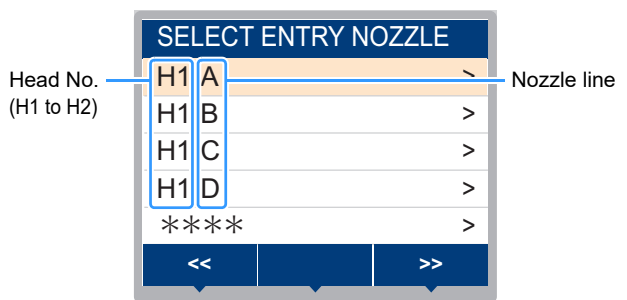 SELECT ENTRY NOZZLE
Head No.
(H1 to H2)
H1 A >
Nozzle line
H1 B >
H1 C >
H1 D >
**** >
<< >>